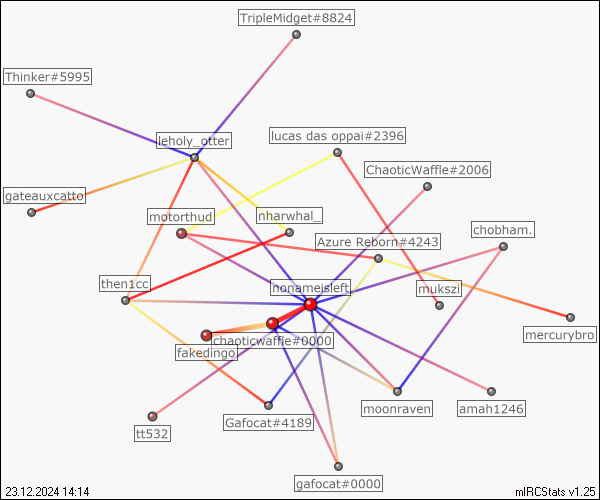 TripleMidget#8824
Thinker#5995
leholy_otter
lucas das oppai#2396
ChaoticWaffle#2006
gateauxcatto
motorthud
nharwhal_
chobham.
Azure Reborn#4243
then1cc
nonameisleft
mukszi
mercurybro
chaoticwaffle#0000
fakedingo
moonraven
amah1246
Gafocat#4189
tt532
gafocat#0000
23.12.2024 14:14
mIRCStats v1.25